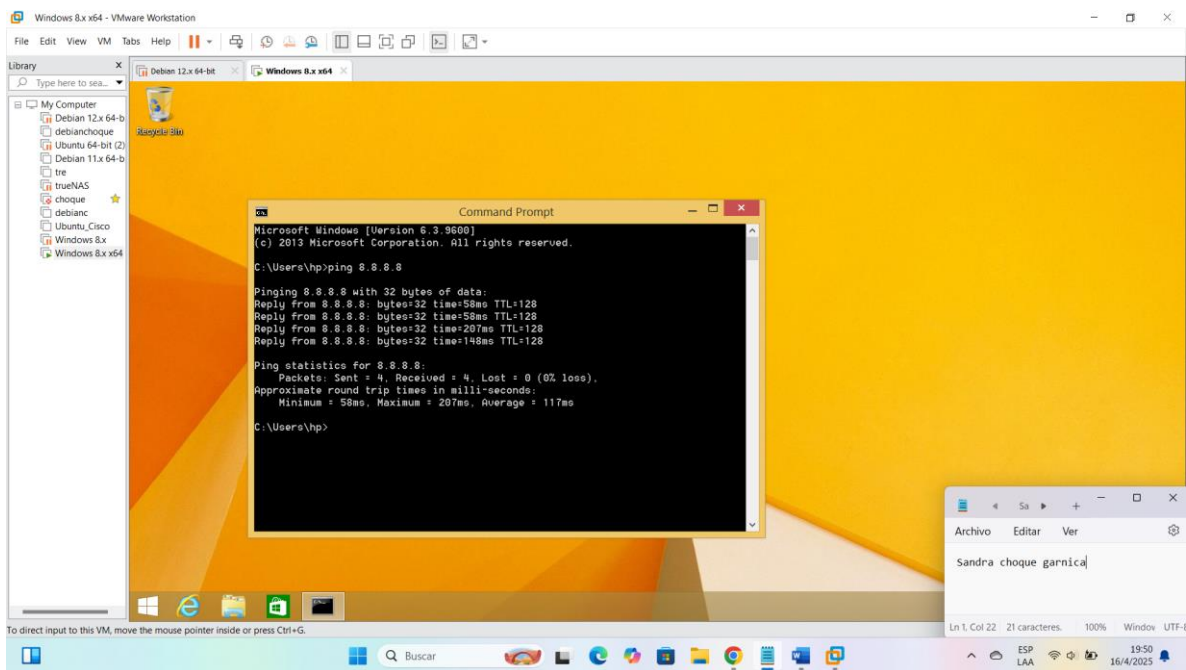 Windows 8.x x64 - VMware Workstation
File Edit View VM Tabs Help
Library X
Type here to sea...
My Computer
Debian 12.x 64-b
debianchoque
Ubuntu 64-bit (2)
Debian 11.x 64-b
tre
trueNAS
choque
debianc
Ubuntu_Cisco
Windows 8.x
Windows 8.x x64
Debian 12.x 64-bit
Windows 8.x x64
Recycle Bin
Command Prompt
Microsoft Windows [Version 6.3.9600]
(c) 2013 Microsoft Corporation. All rights reserved.
C:\Users\hp>ping 8.8.8.8
Pinging 8.8.8.8 with 32 bytes of data:
Reply from 8.8.8.8: bytes=32 time=58ms TTL=128
Reply from 8.8.8.8: bytes=32 time=58ms TTL=128
Reply from 8.8.8.8: bytes=32 time=207ms TTL=128
Reply from 8.8.8.8: bytes=32 time=148ms TTL=128
Ping statistics for 8.8.8.8:
Packets: Sent = 4, Received = 4, Lost = 0 (0% loss),
Approximate round trip times in milli-seconds:
Minimum = 58ms, Maximum = 207ms, Average = 117ms
C:\Users\hp>
Sa
Archivo Editar Ver
Sandra choque garnica
Ln 1, Col 22 21 caracteres. 100% Window UTF-8
To direct input to this VM, move the mouse pointer inside or press Ctrl+G.
Buscar
ESP
LAA
19:50
16/4/2025